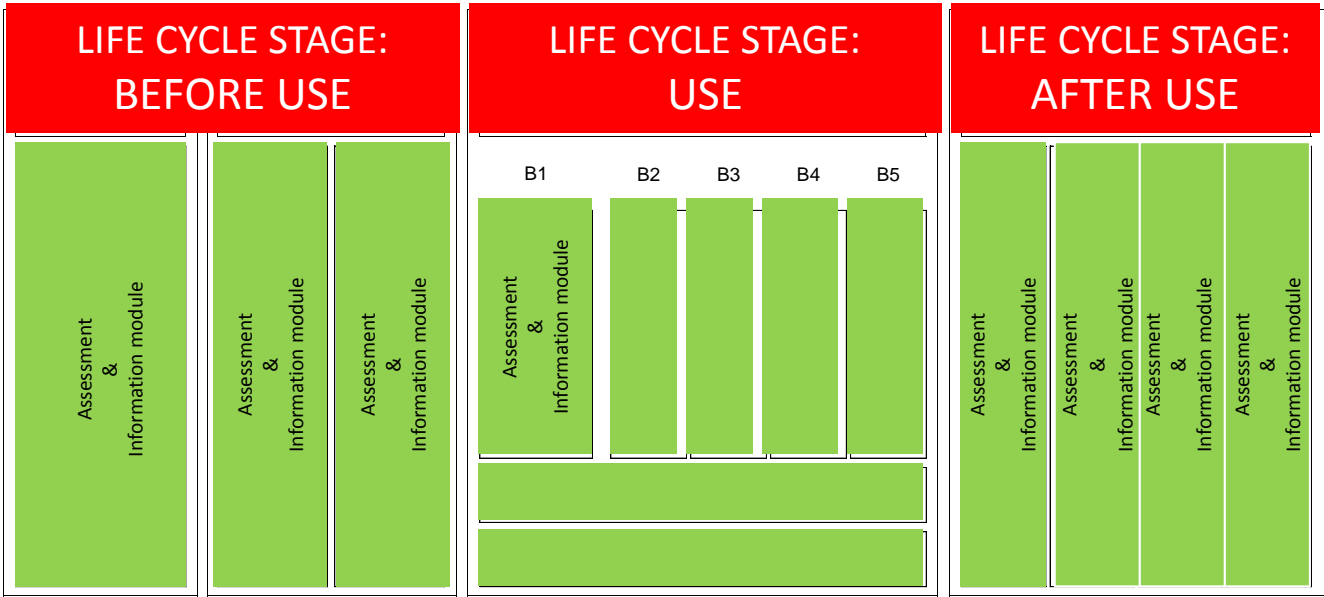 LIFE CYCLE STAGE:
BEFORE USE
LIFE CYCLE STAGE:
USE
LIFE CYCLE STAGE:
AFTER USE
Assessment
&
Information module
Assessment
&
Information module
Assessment
&
Information module
B1
B2
B3
B4
B5
Assessment
&
Information module
Assessment
&
Information module
Assessment
&
Information module
Assessment
&
Information module
Assessment
&
Information module